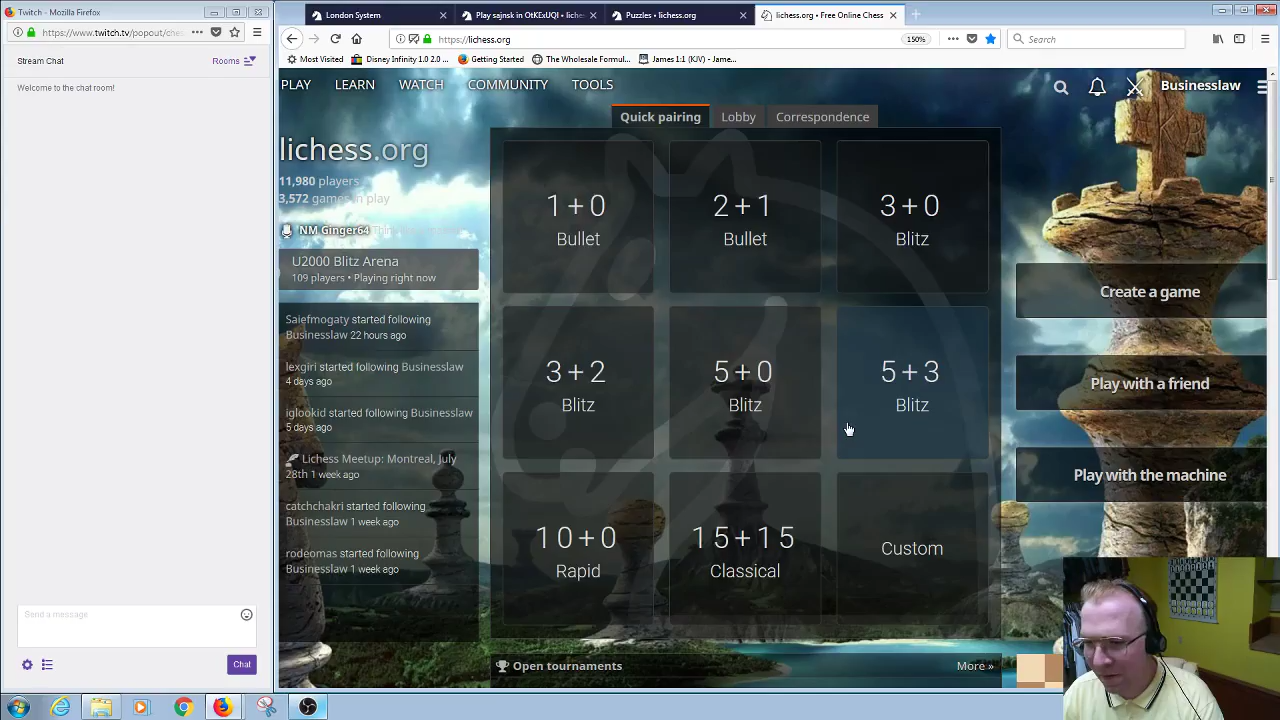 Twitch - Mozilla Firefox
https://www.twitch.tv/popout/che
Stream Chat
Rooms
Welcome to the chat room!
Send a message
Chat
London System
Play sajnsk in OtKExUQI • liche
Puzzles • lichess.org
lichess.org • Free Online Chess
https://lichess.org
150%
Search
Most Visited
Disney Infinity 1.0 2.0 ...
Getting Started
The Wholesale Formul...
James 1:1 (KJV) - Jame...
PLAY
LEARN
WATCH
COMMUNITY
TOOLS
Businesslaw
Quick pairing
Lobby
Correspondence
lichess.org
11,980 players
3,572 games in play
NM Ginger64
U2000 Blitz Arena
109 players • Playing right now
Saiefmogaty started following
Businesslaw 22 hours ago
lexgiri started following Businesslaw
4 days ago
iglookid started following Businesslaw
5 days ago
Lichess Meetup: Montreal, July
28th 1 week ago
catchchakri started following
Businesslaw 1 week ago
rodeomas started following
Businesslaw 1 week ago
1+0
Bullet
2+1
Bullet
3+0
Blitz
3+2
Blitz
5+0
Blitz
5+3
Blitz
10+0
Rapid
15+15
Classical
Custom
Create a game
Play with a friend
Play with the machine
Open tournaments
More »